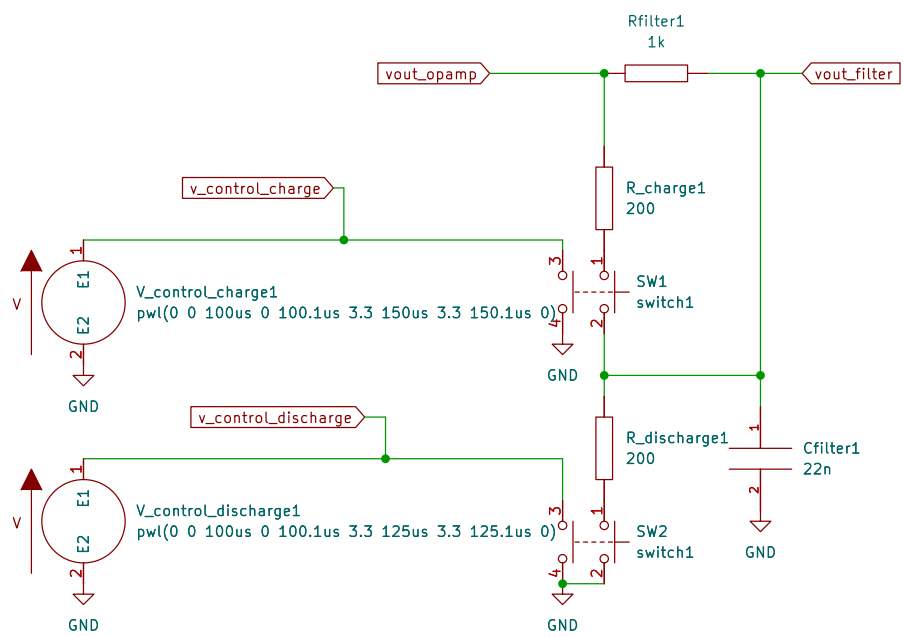 Rfilter1
1k
vout_opamp
vout_filter
v_control_charge
R_charge1
200
1
E1
V
E2
2
V_control_charge1
pwl(0 0 100us 0 100.1us 3.3 150us 3.3 150.1us 0)
GND
3
1
4
2
SW1
switch1
GND
v_control_discharge
R_discharge1
200
1
Cfilter1
22n
2
GND
1
E1
V
E2
2
V_control_discharge1
pwl(0 0 100us 0 100.1us 3.3 125us 3.3 125.1us 0)
GND
3
1
4
2
SW2
switch1
GND